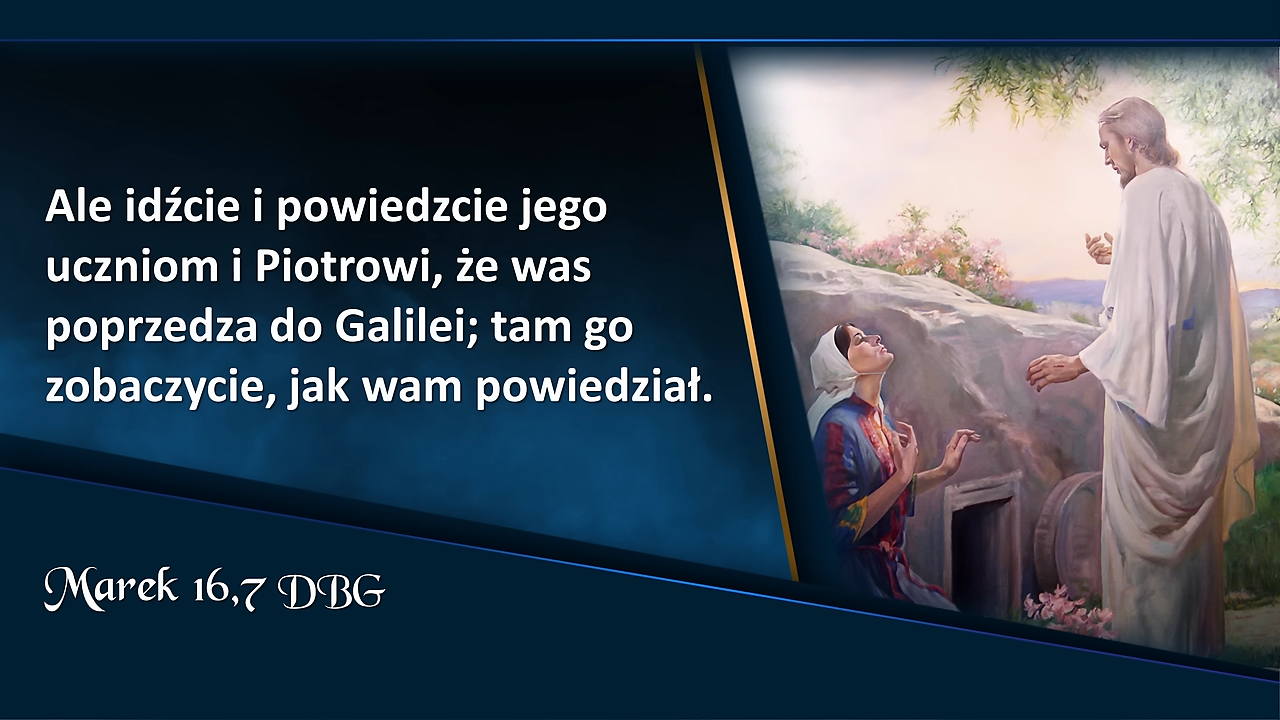 Ale idźcie i powiedzcie jego
uczniom i Piotrowi, że was
poprzedza do Galilei; tam go
zobaczycie, jak wam powiedział.
Marek 16,7 DBG